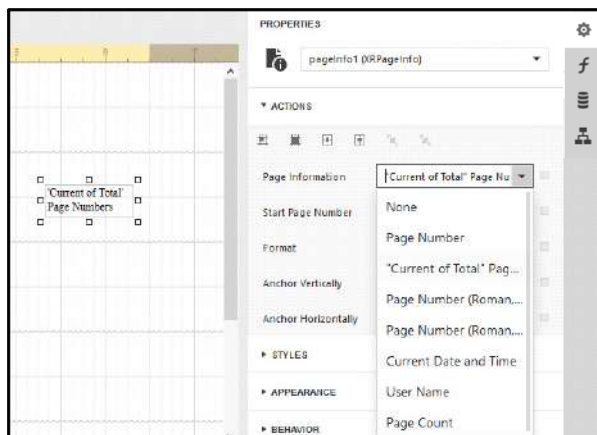 PROPERTIES
pageInfo1 (XRPageInfo)
ACTIONS
Page Information
"Current of Total" Page Nu
Start Page Number
Format
Anchor Vertically
Anchor Horizontally
None
Page Number
"Current of Total" Pag...
Page Number (Roman,...
Page Number (Roman,...
Current Date and Time
User Name
Page Count
STYLES
APPEARANCE
BEHAVIOR
'Current of Total'
Page Numbers